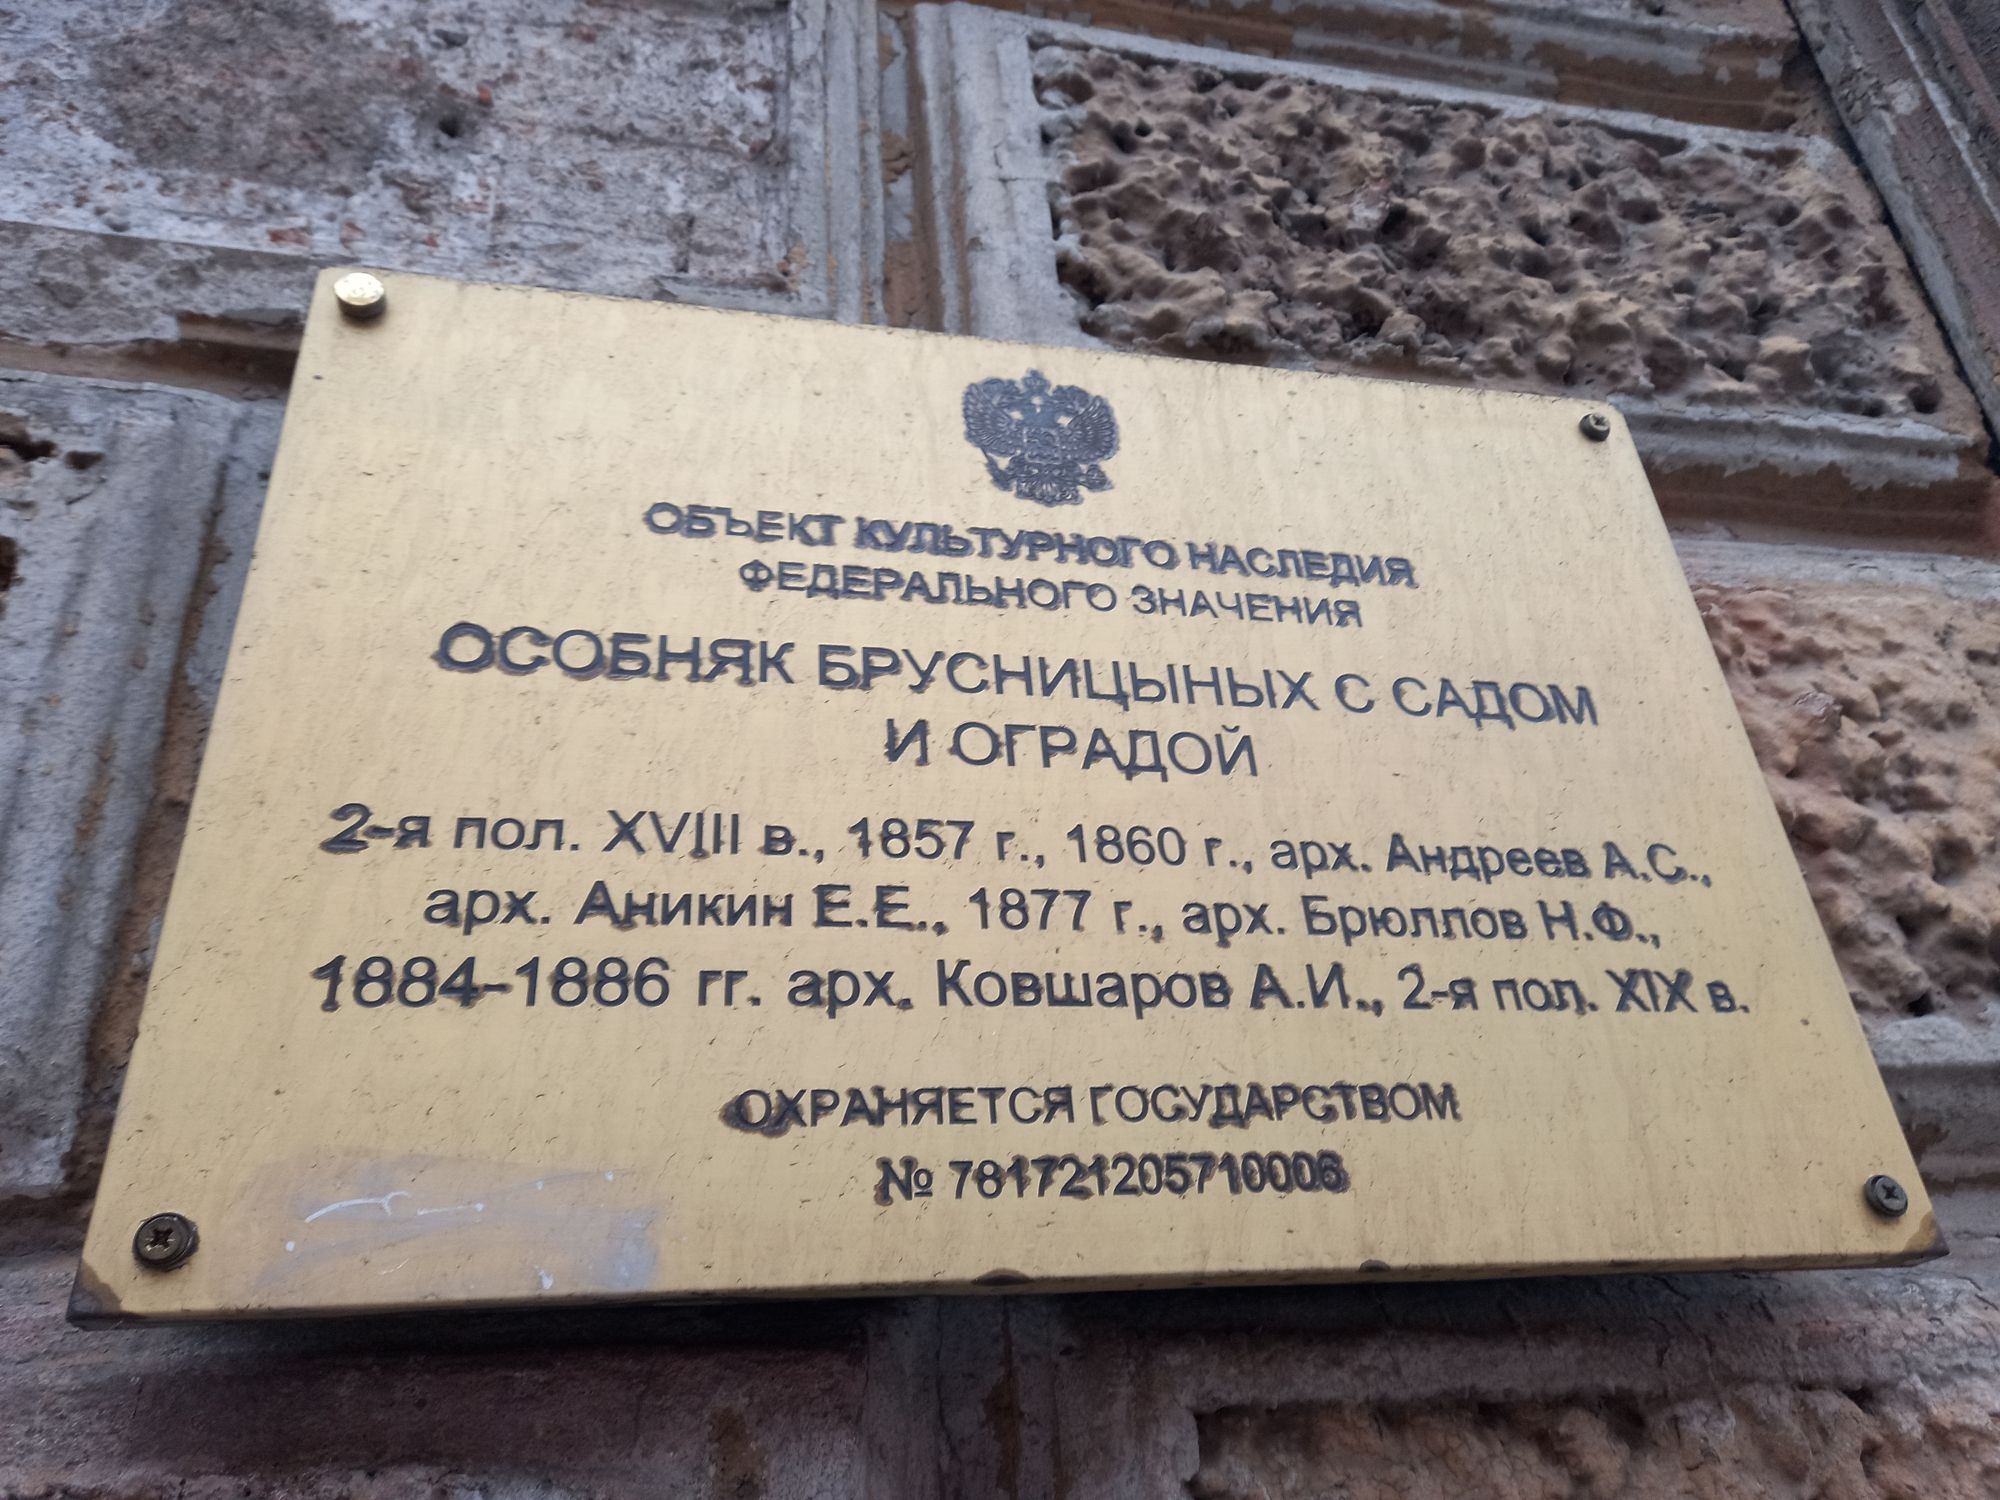 ОБЪЕКТ КУЛЬТУРНОГО НАСЛЕДИЯ
ФЕДЕРАЛЬНОГО ЗНАЧЕНИЯ
ОСОБНЯК БРУСНИЦЫНЫХ С САДОМ
И ОГРАДОЙ
2-я пол. XVIII в., 1857 г., 1860 г., арх. Андреев А.С.,
арх. Аникин Е.Е., 1877 г., арх. Брюллов Н.Ф.,
1884-1886 гг. арх. Ковшаров А.И., 2-я пол. XIX в.
ОХРАНЯЕТСЯ ГОСУДАРСТВОМ
№ 781721205710006